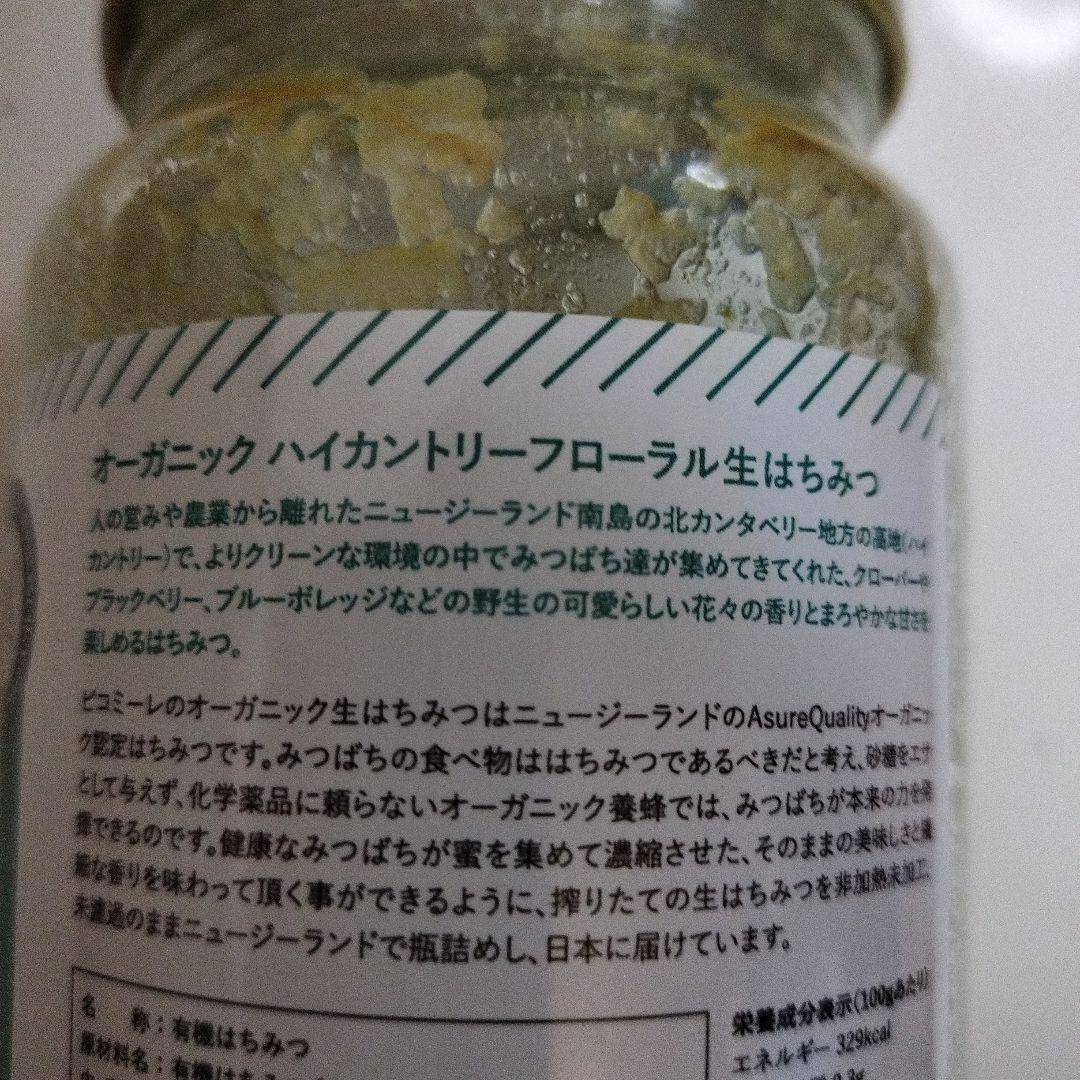 オーガニック ハイカントリーフローラル生はちみつ
人の営みや農業から離れたニュージーランド南島の北カンタベリー地方の高地(ハイ
カントリー)で、よりクリーンな環境の中でみつばち達が集めてきてくれた、クローバーや
ブラックベリー、ブルーボレッジなどの野生の可愛らしい花々の香りとまろやかな甘さを
楽しめるはちみつ。
ピコミーレのオーガニック生はちみつはニュージーランドのAsureQualityオーガニッ
ク認定はちみつです。みつばちの食べ物ははちみつであるべきだと考え、砂糖をエサ
として与えず、化学薬品に頼らないオーガニック養蜂では、みつばちが本来の力を発
揮できるのです。健康なみつばちが蜜を集めて濃縮させた、そのままの美味しさと繊
細な香りを味わって頂く事ができるように、搾りたての生はちみつを非加熱未加工、
未濾過のままニュージーランドで瓶詰めし、日本に届けています。
名 称：有機はちみつ
原材料名：有機はち
栄養成分表示(100gあたり)
エネルギー 329kcal
0.3g